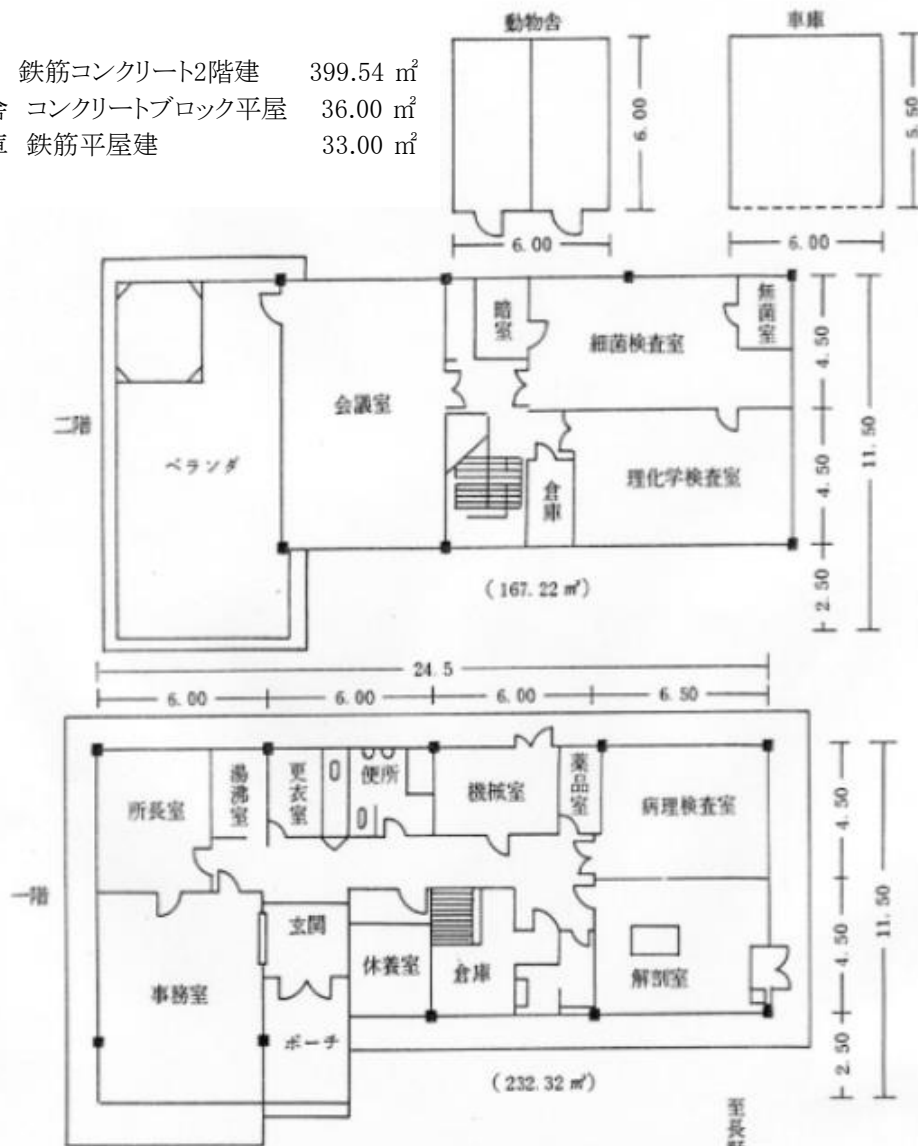 鉄筋コンクリート2階建 399.54 ㎡
舎 コンクリートブロック平屋 36.00 ㎡
庫 鉄筋平屋建 33.00 ㎡
動物舎
車庫
6.00
5.50
6.00
6.00
二階
ベランダ
会議室
暗室
細菌検査室
無菌室
倉庫
理化学検査室
4.50
4.50
2.50
11.50
(167.22 ㎡)
24.5
6.00
6.00
6.00
6.50
一階
所長室
湯沸室
更衣室
便所
機械室
薬品室
病理検査室
事務室
玄関
ポーチ
休養室
倉庫
解剖室
4.50
4.50
2.50
11.50
(232.32 ㎡)
至長野